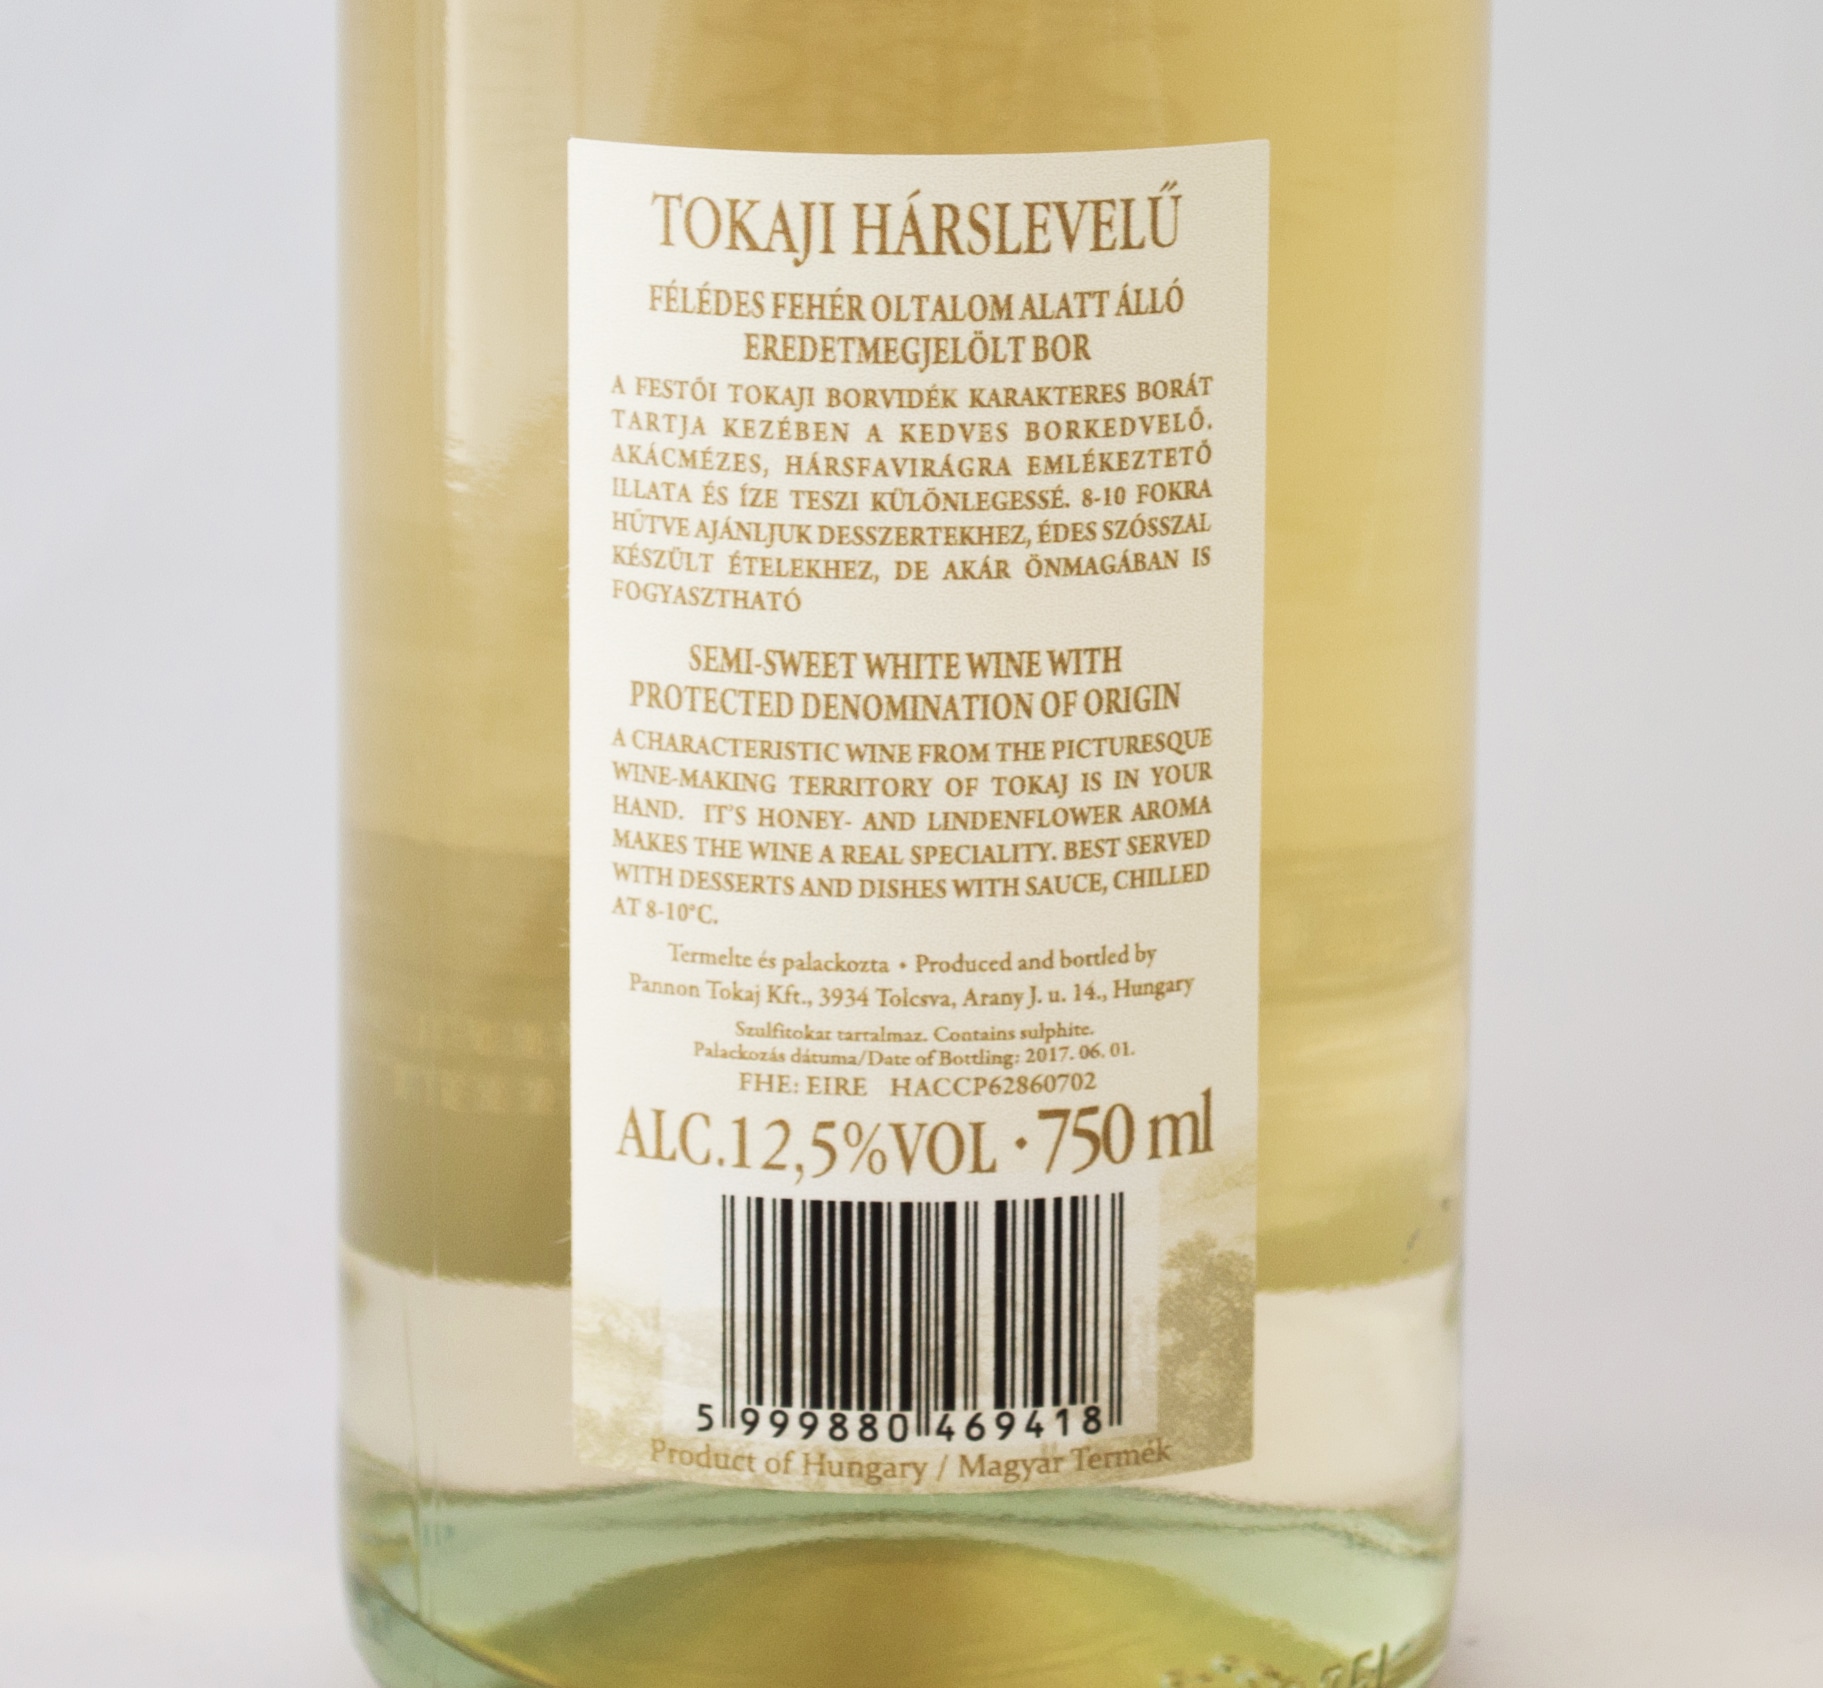 TOKAJI HÁRSLEVELŰ
FÉLÉDES FEHÉR OLTALOM ALATT ÁLLÓ
EREDETMEGJELÖLT BOR
A FESTŐI TOKAJI BORVIDÉK KARAKTERES BORÁT
TARTJA KEZÉBEN A KEDVES BORKEDVELŐ.
AKÁCMÉZES, HÁRSFAVIRÁGRA EMLÉKEZTETŐ
ILLATA ÉS ÍZE TESZI KÜLÖNLEGESSÉ. 8-10 FOKRA
HŰTVE AJÁNLJUK DESSZERTEKHEZ, ÉDES SZÓSSZAL
KÉSZÜLT ÉTELEKHEZ, DE AKÁR ÖNMAGÁBAN IS
FOGYASZTHATÓ
SEMI-SWEET WHITE WINE WITH
PROTECTED DENOMINATION OF ORIGIN
A CHARACTERISTIC WINE FROM THE PICTURESQUE
WINE-MAKING TERRITORY OF TOKAJ IS IN YOUR
HAND. IT'S HONEY- AND LINDENFLOWER AROMA
MAKES THE WINE A REAL SPECIALITY. BEST SERVED
WITH DESSERTS AND DISHES WITH SAUCE, CHILLED
AT 8-10°C.
Termelte és palackozta • Produced and bottled by
Pannon Tokaj Kft., 3934 Tolcsva, Arany J. u. 14., Hungary
Szulfitokat tartalmaz. Contains sulphite.
Palackozás dátuma/Date of Bottling: 2017. 06. 01.
FHE: EIRE HACCP62860702
ALC.12,5%VOL • 750 ml
5 999880 469418
Product of Hungary / Magyar Termék